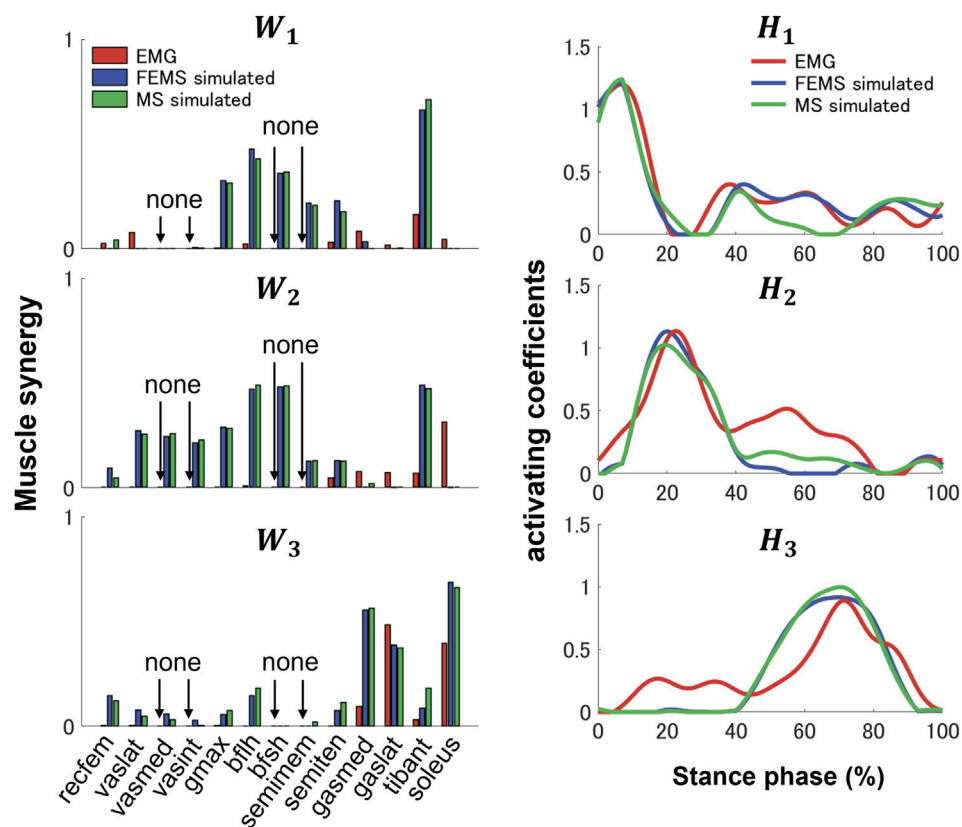 W1
1
EMG
FEMS simulated
MS simulated
none none
0
W2
1
none
none
0
W3
1
none none
0
Muscle synergy
recfem
vaslat
vasmed
vasint
gmax
bflh
bfsh
semimem
semiten
gasmed
gaslat
tibant
soleus
H1
1.5
1
0.5
0
EMG
FEMS simulated
MS simulated
0 20 40 60 80 100
H2
1.5
1
0.5
0
0 20 40 60 80 100
H3
1.5
1
0.5
0
0 20 40 60 80 100
activating coefficients
Stance phase (%)